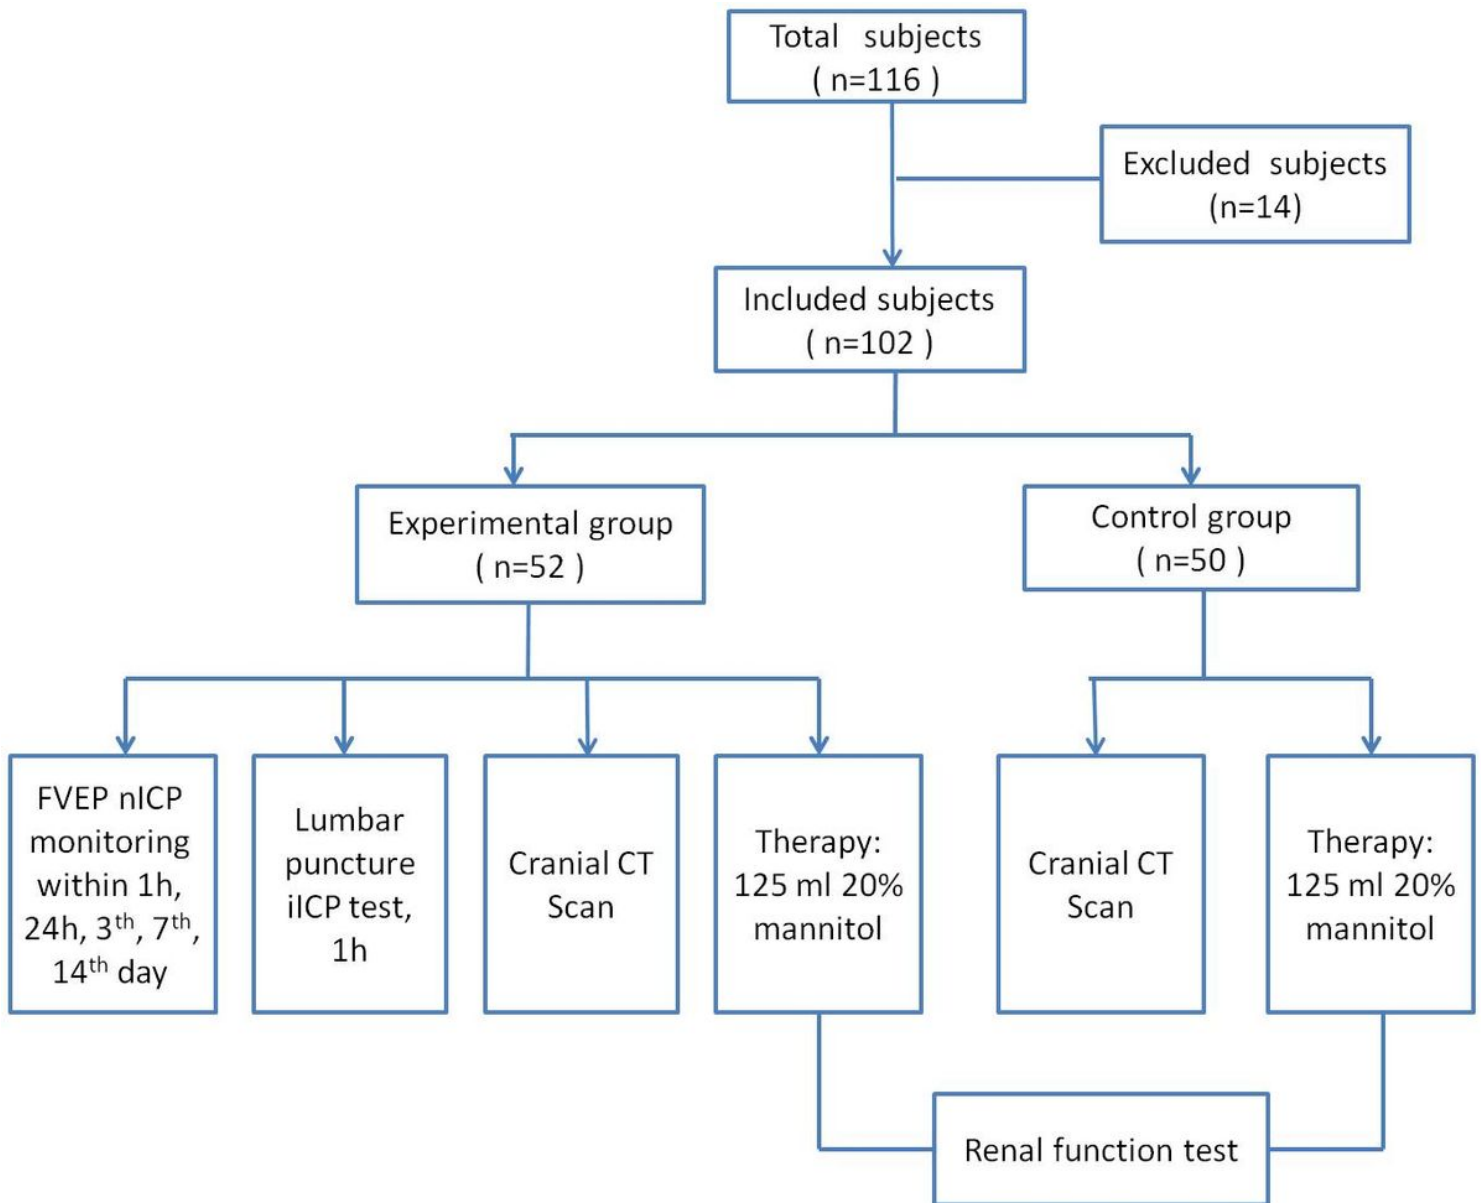 Total subjects
( n=116 )
Excluded subjects
(n=14)
Included subjects
( n=102 )
Experimental group
( n=52 )
Control group
( n=50 )
FVEP nICP
monitoring
within 1h,
24h, 3th, 7th,
14th day
Lumbar
puncture
iICP test,
1h
Cranial CT
Scan
Therapy:
125 ml 20%
mannitol
Cranial CT
Scan
Therapy:
125 ml 20%
mannitol
Renal function test